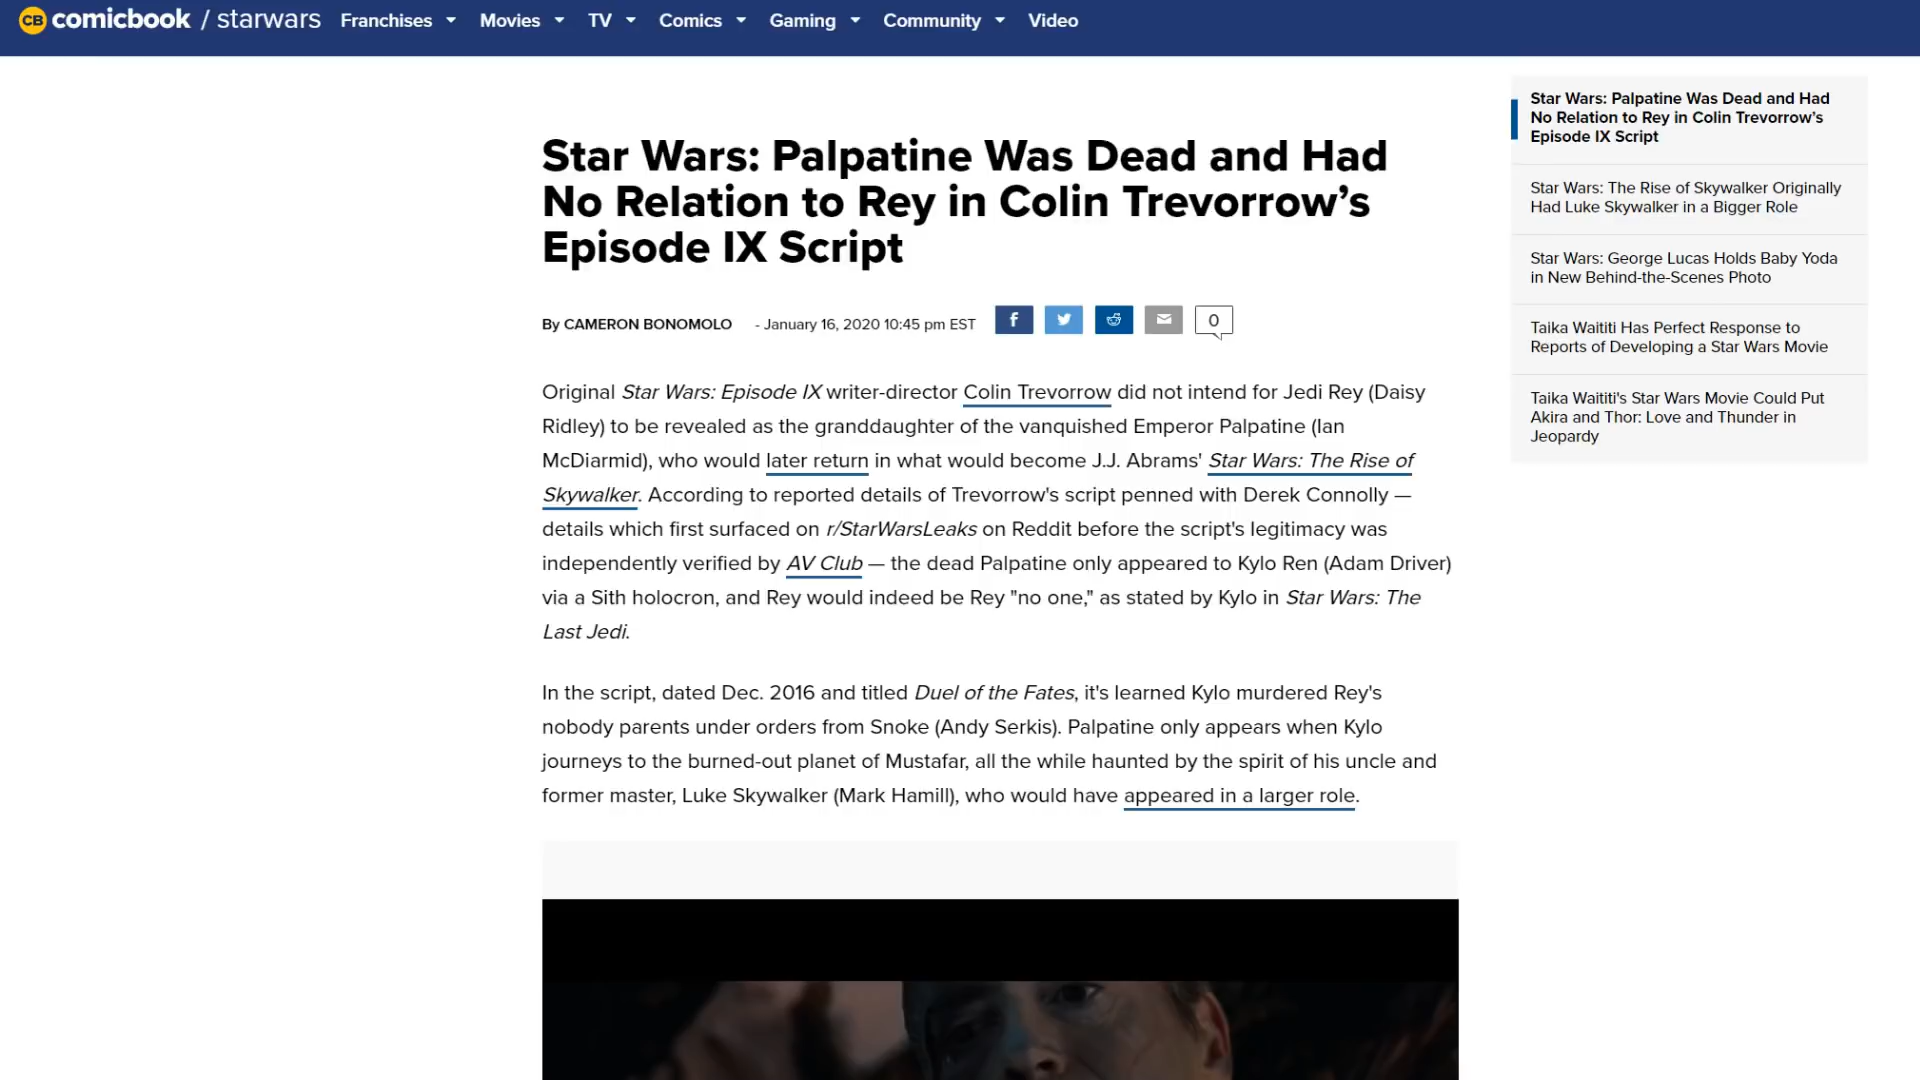 CB comicbook / starwars Franchises Movies TV Comics Gaming Community Video
Star Wars: Palpatine Was Dead and Had
No Relation to Rey in Colin Trevorrow’s
Episode IX Script
By CAMERON BONOMOLO - January 16, 2020 10:45 pm EST 0
Original Star Wars: Episode IX writer-director Colin Trevorrow did not intend for Jedi Rey (Daisy
Ridley) to be revealed as the granddaughter of the vanquished Emperor Palpatine (Ian
McDiarmid), who would later return in what would become J.J. Abrams' Star Wars: The Rise of
Skywalker. According to reported details of Trevorrow's script penned with Derek Connolly —
details which first surfaced on r/StarWarsLeaks on Reddit before the script's legitimacy was
independently verified by AV Club — the dead Palpatine only appeared to Kylo Ren (Adam Driver)
via a Sith holocron, and Rey would indeed be Rey "no one," as stated by Kylo in Star Wars: The
Last Jedi.
In the script, dated Dec. 2016 and titled Duel of the Fates, it's learned Kylo murdered Rey's
nobody parents under orders from Snoke (Andy Serkis). Palpatine only appears when Kylo
journeys to the burned-out planet of Mustafar, all the while haunted by the spirit of his uncle and
former master, Luke Skywalker (Mark Hamill), who would have appeared in a larger role.
Star Wars: Palpatine Was Dead and Had
No Relation to Rey in Colin Trevorrow’s
Episode IX Script
Star Wars: The Rise of Skywalker Originally
Had Luke Skywalker in a Bigger Role
Star Wars: George Lucas Holds Baby Yoda
in New Behind-the-Scenes Photo
Taika Waititi Has Perfect Response to
Reports of Developing a Star Wars Movie
Taika Waititi's Star Wars Movie Could Put
Akira and Thor: Love and Thunder in
Jeopardy